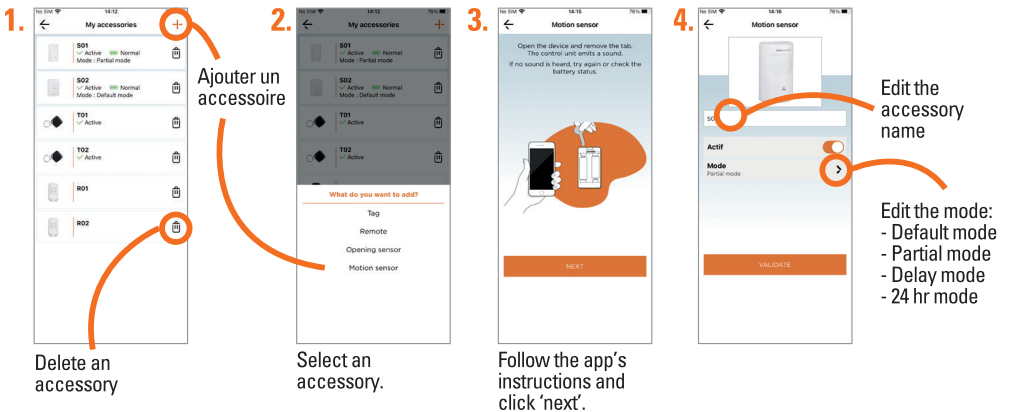 1.
No SIM 14:12
My accessories
S01
Active Normal
Mode : Partial mode
S02
Active Normal
Mode : Default mode
T01
Active
T02
Active
R01
R02
Delete an
accessory
Ajouter un
accessoire
2.
No SIM 14:12 76%
My accessories
S01
Active Normal
Mode : Partial mode
S02
Active Normal
Mode : Default mode
T01
Active
T02
Active
What do you want to add?
Tag
Remote
Opening sensor
Motion sensor
Select an
accessory.
3.
No SIM 14:15 76%
Motion sensor
Open the device and remove the tab.
The control unit emits a sound.
If no sound is heard, try again or check the
battery status.
NEXT
Follow the app's
instructions and
click ‘next’.
4.
No SIM 14:16 76%
Motion sensor
Actif
Mode
Partial mode
VALIDATE
Edit the
accessory
name
Edit the mode:
- Default mode
- Partial mode
- Delay mode
- 24 hr mode